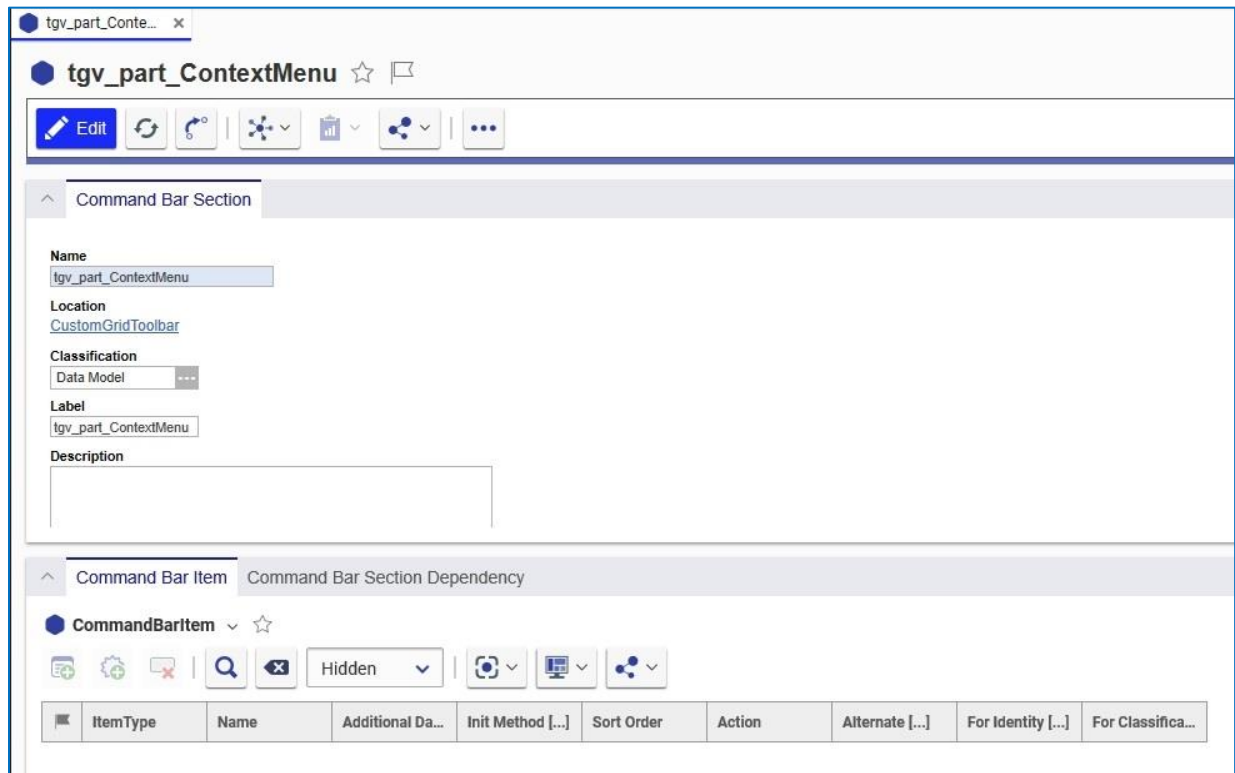 tgv_part_Conte... ×
tgv_part_ContextMenu
Edit
Command Bar Section
Name
tgv_part_ContextMenu
Location
CustomGridToolbar
Classification
Data Model
Label
tgv_part_ContextMenu
Description
Command Bar Item Command Bar Section Dependency
CommandBarItem
Hidden
ItemType Name Additional Da... Init Method [...] Sort Order Action Alternate [...] For Identity [...] For Classifica...